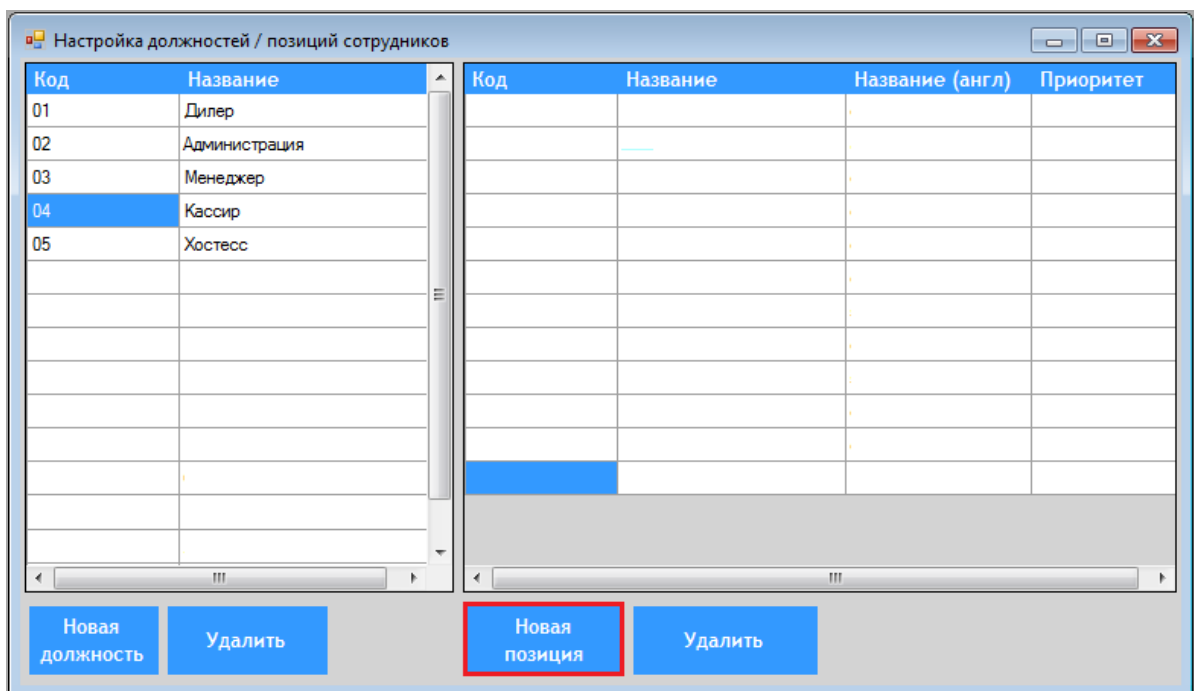 Настройка должностей / позиций сотрудников
Код Название
01 Дилер
02 Администрация
03 Менеджер
04 Кассир
05 Хостесс
Код Название Название (англ) Приоритет
Новая
должность
Удалить
Новая
позиция
Удалить